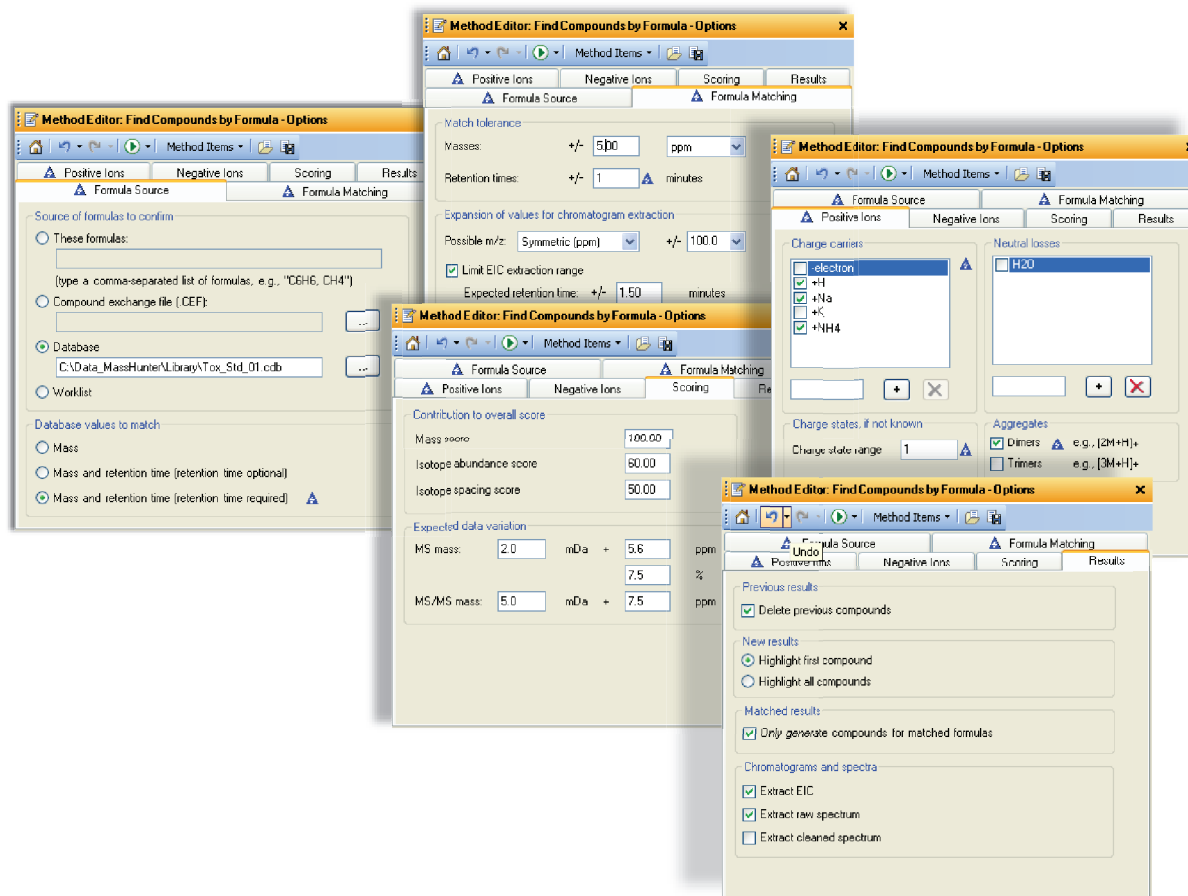 Method Editor: Find Compounds by Formula - Options
Method Items
Positive Ions Negative Ions Scoring Results
Formula Source Formula Matching
Match tolerance
Masses: +/- 5.00 ppm
Retention times: +/- 1 minutes
Expansion of values for chromatogram extraction
Possible m/z: Symmetric (ppm) +/- 100.0
Limit EIC extraction range
Expected retention time: +/- 1.50 minutes
Method Editor: Find Compounds by Formula - Options
Method Items
Positive Ions Negative Ions Scoring Results
Formula Source Formula Matching
Source of formulas to confirm
These formulas:
(type a comma-separated list of formulas, e.g., "C6H6, CH4")
Compound exchange file (.CEF):
...
Database
C:\Data_MassHunter\Library\Tox_Std_01.cdb ...
Worklist
Database values to match
Mass
Mass and retention time (retention time optional)
Mass and retention time (retention time required)
Method Editor: Find Compounds by Formula - Options
Method Items
Formula Source Formula Matching
Positive Ions Negative Ions Scoring Results
Charge carriers Neutral losses
-electron H2O
+H
+Na
+K
+NH4
Charge states, if not known Aggregates
Charge state range 1 Dimers e.g., [2M+H]+
Trimers e.g., [3M+H]+
Method Editor: Find Compounds by Formula - Options
Method Items
Formula Source Formula Matching
Positive Ions Negative Ions Scoring Re
Contribution to overall score
Mass score 100.00
Isotope abundance score 60.00
Isotope spacing score 50.00
Expected data variation
MS mass: 2.0 mDa + 5.6 ppm
7.5 %
MS/MS mass: 5.0 mDa + 7.5 ppm
Method Editor: Find Compounds by Formula - Options
Method Items
Formula Source Formula Matching
Undo
Positive Ions Negative Ions Scoring Results
Previous results
Delete previous compounds
New results
Highlight first compound
Highlight all compounds
Matched results
Only generate compounds for matched formulas
Chromatograms and spectra
Extract EIC
Extract raw spectrum
Extract cleaned spectrum